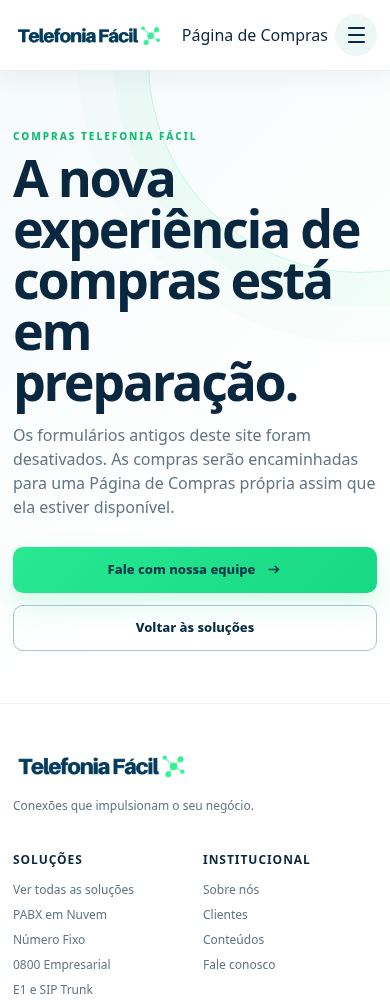 Telefonia Fácil
Página de Compras
COMPRAS TELEFONIA FÁCIL
A nova
experiência de
compras está
em
preparação.
Os formulários antigos deste site foram
desativados. As compras serão encaminhadas
para uma Página de Compras própria assim que
ela estiver disponível.
Fale com nossa equipe →
Voltar às soluções
Telefonia Fácil
Conexões que impulsionam o seu negócio.
SOLUÇÕES
Ver todas as soluções
PABX em Nuvem
Número Fixo
0800 Empresarial
E1 e SIP Trunk
INSTITUCIONAL
Sobre nós
Clientes
Conteúdos
Fale conosco